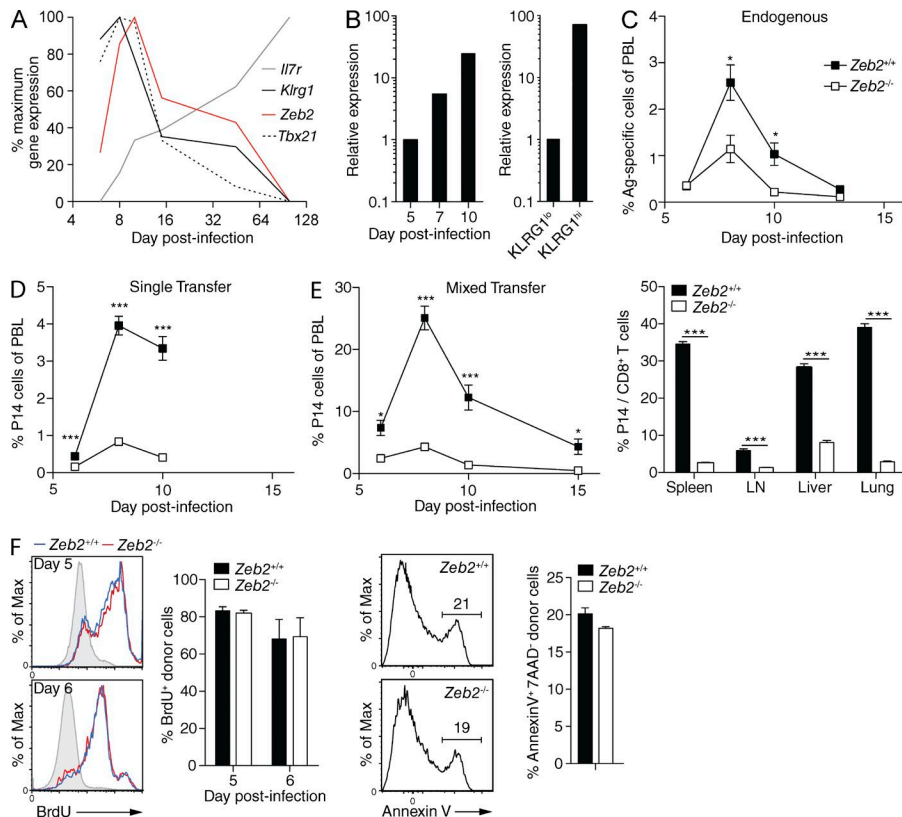 A
% maximum
gene expression
100
80
60
40
20
0
4
8
16
32
64
128
Day post-infection
Il7r
Klrg1
Zeb2
Tbx21
B
Relative expression
100
10
1
0.1
5
7
10
Day post-infection
Relative expression
100
10
1
0.1
KLRG1lo
KLRG1hi
C
Endogenous
% Ag-specific cells of PBL
3
2
1
0
5
10
15
Day post-infection
Zeb2+/+
Zeb2-/-
*
*
D
Single Transfer
% P14 cells of PBL
5
4
3
2
1
0
5
10
15
Day post-infection
***
***
***
E
Mixed Transfer
% P14 cells of PBL
30
20
10
0
5
10
15
Day post-infection
*
***
***
*
% P14 / CD8+ T cells
50
40
30
20
10
0
Zeb2+/+
Zeb2-/-
***
***
***
***
Spleen
LN
Liver
Lung
F
Zeb2+/+
Zeb2-/-
Day 5
% of Max
0
Day 6
% of Max
0
BrdU
% BrdU+ donor cells
100
80
60
40
20
0
Zeb2+/+
Zeb2-/-
5
6
Day post-infection
Zeb2+/+
21
% of Max
0
Zeb2-/-
19
% of Max
0
Annexin V
% AnnexinV+ 7AAD- donor cells
25
20
15
10
5
0
Zeb2+/+
Zeb2-/-